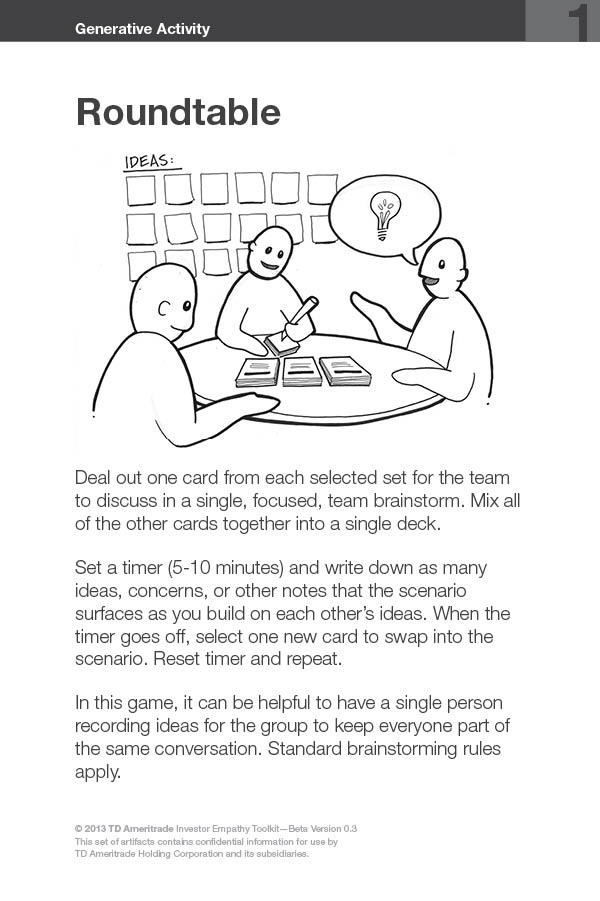 Generative Activity
1
Roundtable
IDEAS:
Deal out one card from each selected set for the team
to discuss in a single, focused, team brainstorm. Mix all
of the other cards together into a single deck.
Set a timer (5-10 minutes) and write down as many
ideas, concerns, or other notes that the scenario
surfaces as you build on each other’s ideas. When the
timer goes off, select one new card to swap into the
scenario. Reset timer and repeat.
In this game, it can be helpful to have a single person
recording ideas for the group to keep everyone part of
the same conversation. Standard brainstorming rules
apply.
© 2013 TD Ameritrade Investor Empathy Toolkit—Beta Version 0.3
This set of artifacts contains confidential information for use by
TD Ameritrade Holding Corporation and its subsidiaries.